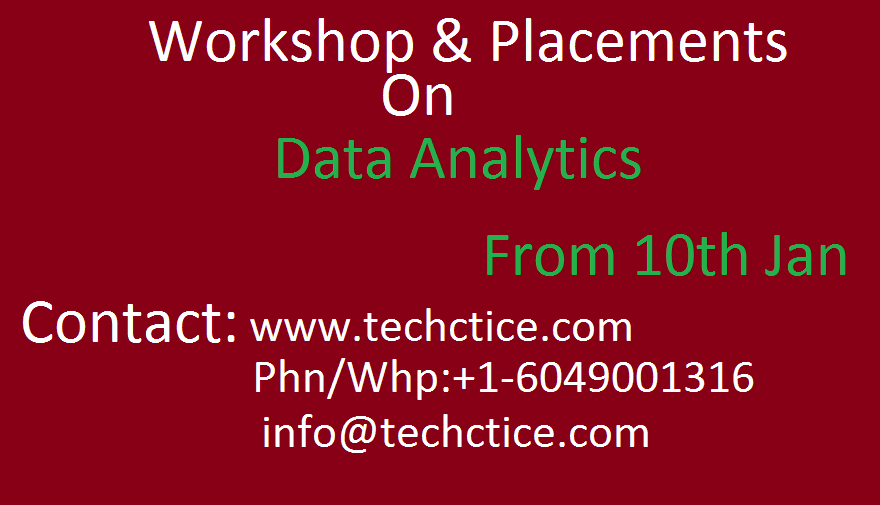 Workshop & Placements
On
Data Analytics
From 10th Jan
Contact: www.techctice.com
Phn/Whp:+1-6049001316
info@techctice.com